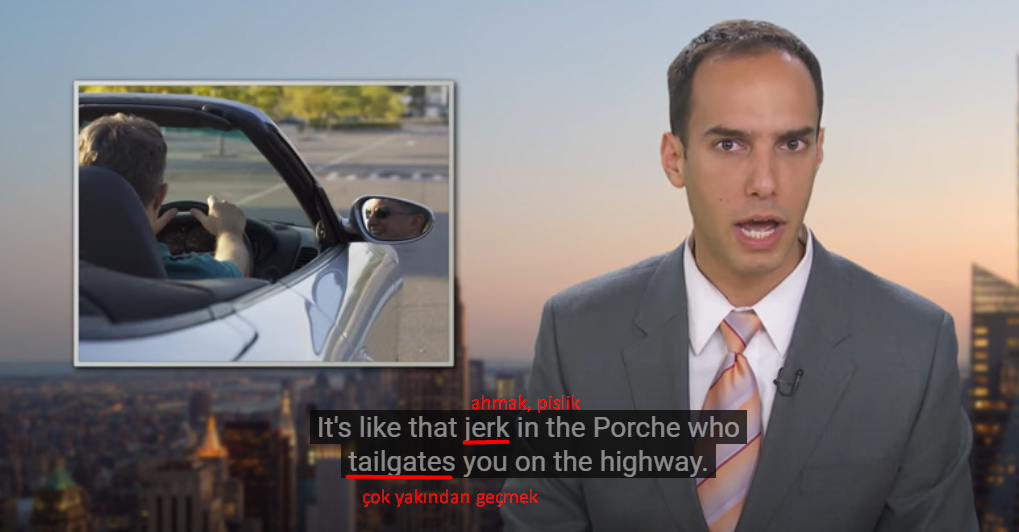 ahmak, pislik
It's like that jerk in the Porche who
tailgates you on the highway.
çok yakından geçmek